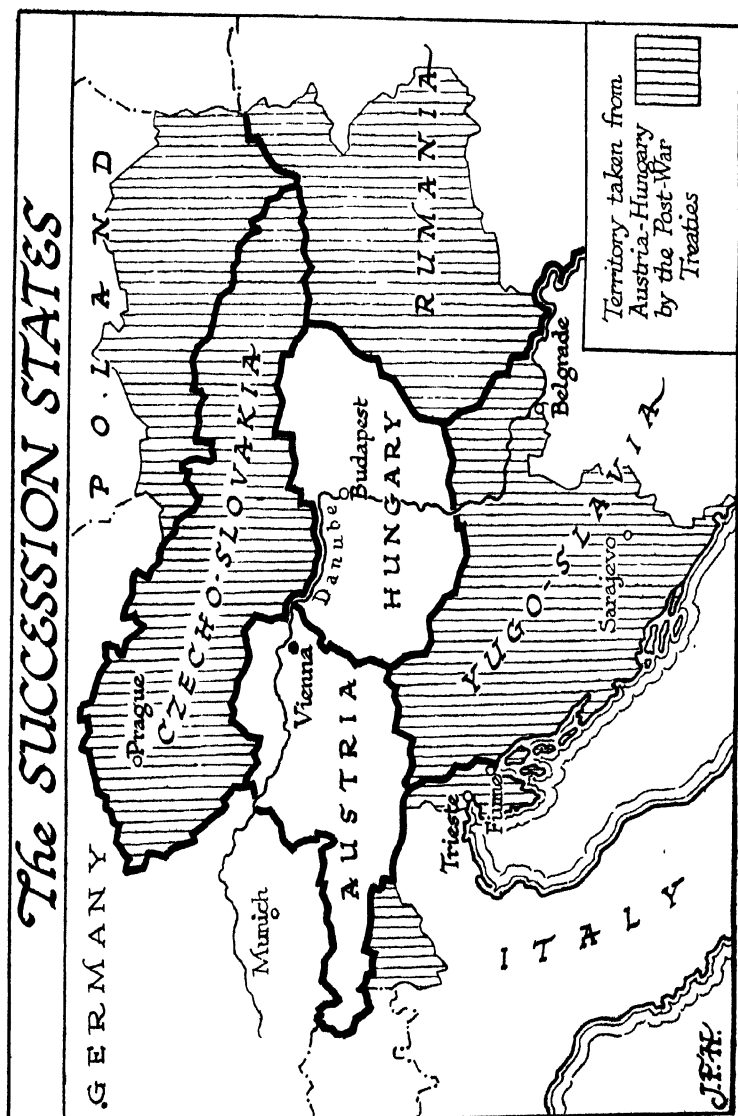 The SUCCESSION STATES
GERMANY
POLAND
Prague
CZECHO-SLOVAKIA
Munich
Vienna
Danube
Budapest
AUSTRIA
HUNGARY
RUMANIA
Trieste
Fiume
YUGO-SLAVIA
Sarajevo
Belgrade
ITALY
Territory taken from
Austria-Hungary
by the Post-War
Treaties
J.F.H.